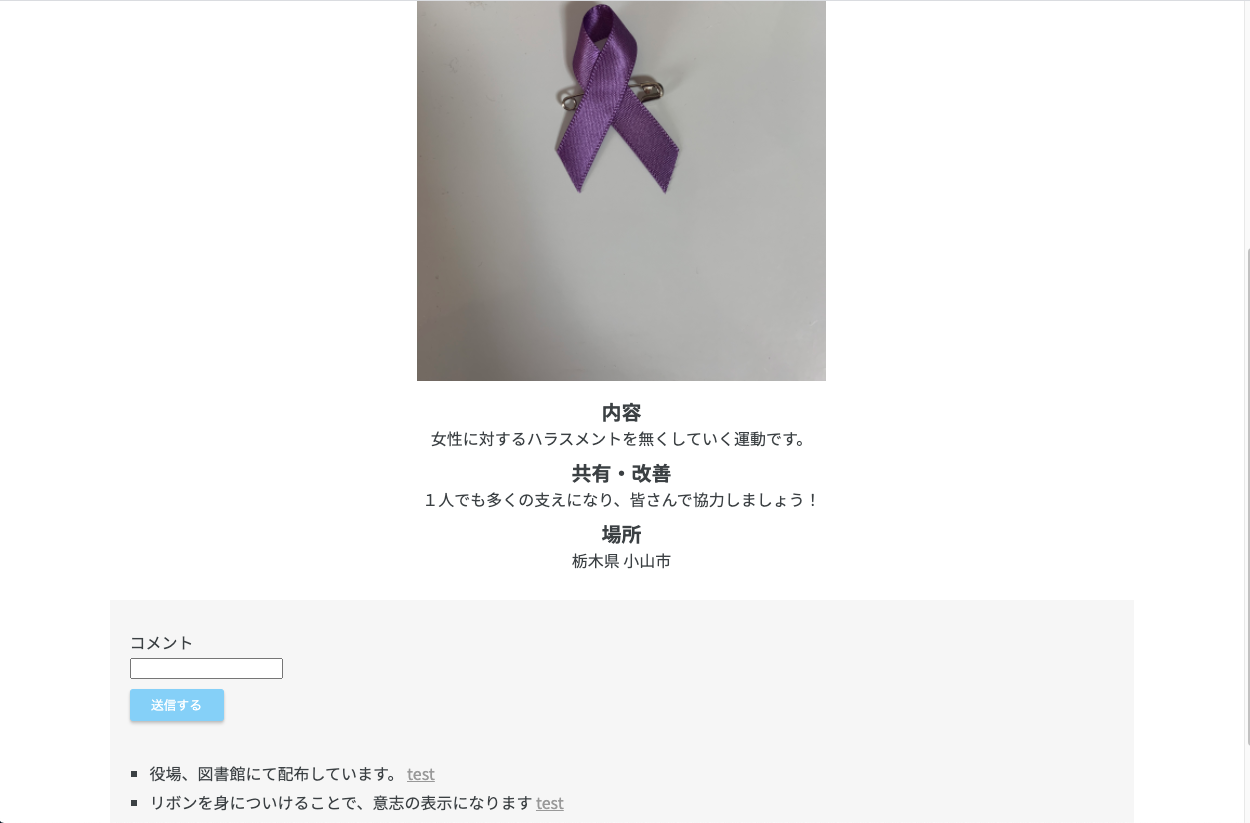 内容
女性に対するハラスメントを無くしていく運動です。
共有・改善
１人でも多くの支えになり、皆さんで協力しましょう！
場所
栃木県 小山市
コメント
送信する
役場、図書館にて配布しています。 test
リボンを身についけることで、意志の表示になります test